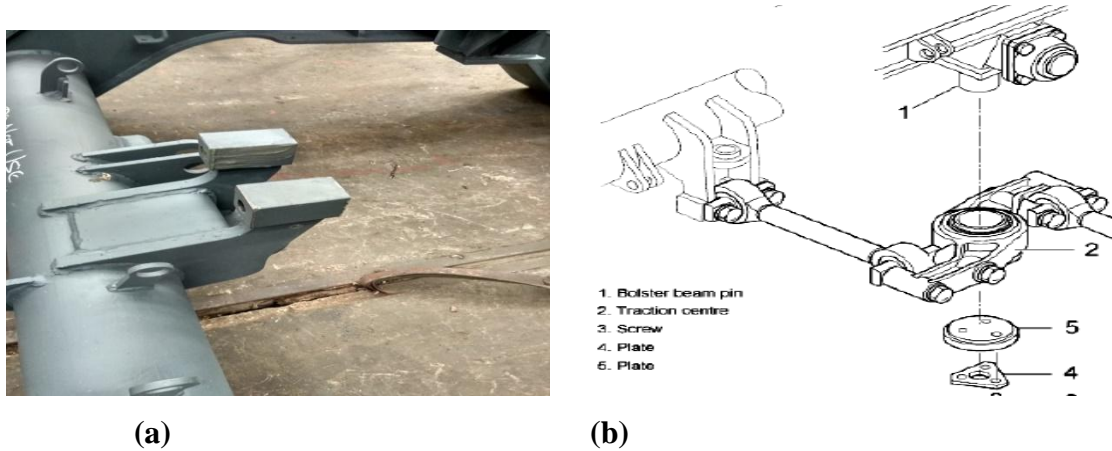 1
2
5
4
1. Bolster beam pin
2. Traction centre
3. Screw
4. Plate
5. Plate
(a)
(b)